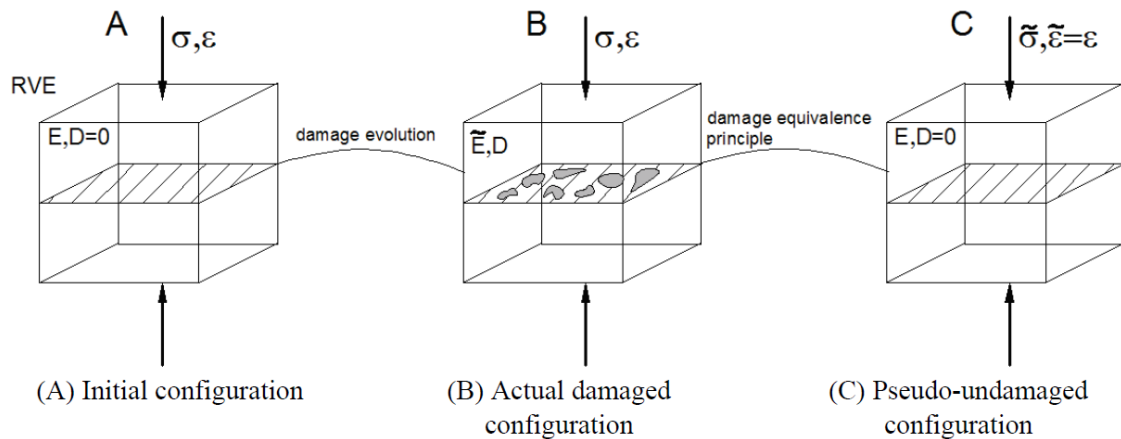 A
σ,ε
RVE
E,D=0
damage evolution
(A) Initial configuration
B
σ,ε
Ẽ,D
damage equivalence
principle
(B) Actual damaged
configuration
C
σ̃,ε̃=ε
E,D=0
(C) Pseudo-undamaged
configuration